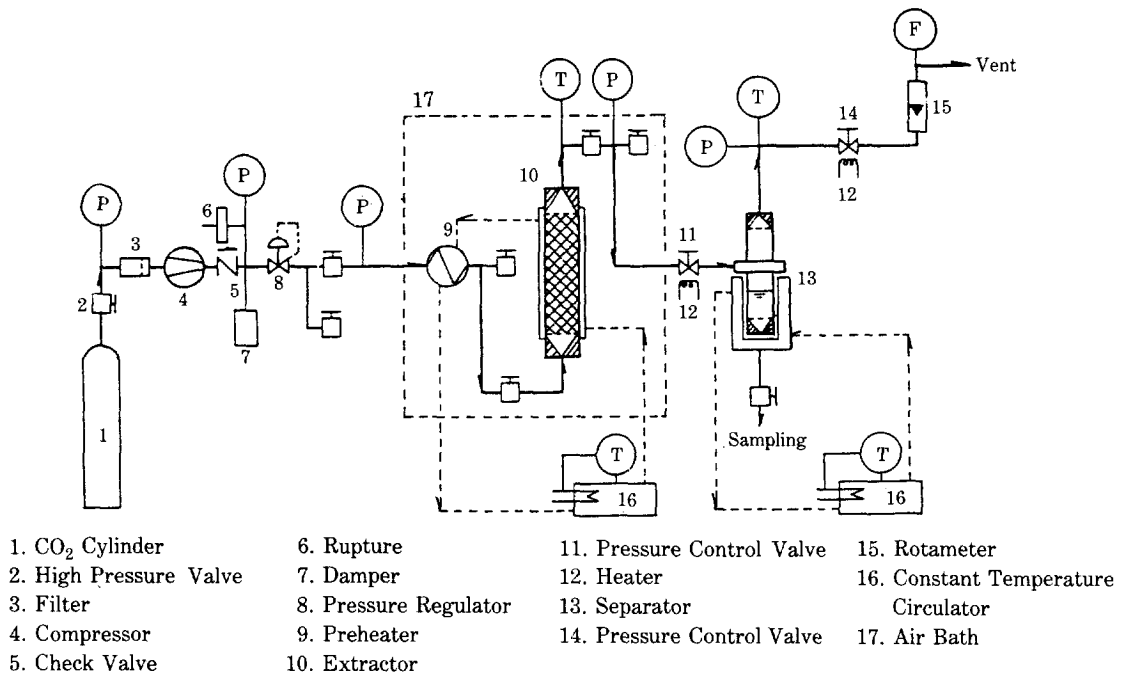 F
Vent
T
P
17
15
T
14
P
12
10
P
P
6
P
9
3
11
2
4
5
8
13
12
7
1
Sampling
T
T
16
16
1. CO₂ Cylinder
2. High Pressure Valve
3. Filter
4. Compressor
5. Check Valve
6. Rupture
7. Damper
8. Pressure Regulator
9. Preheater
10. Extractor
11. Pressure Control Valve
12. Heater
13. Separator
14. Pressure Control Valve
15. Rotameter
16. Constant Temperature
Circulator
17. Air Bath